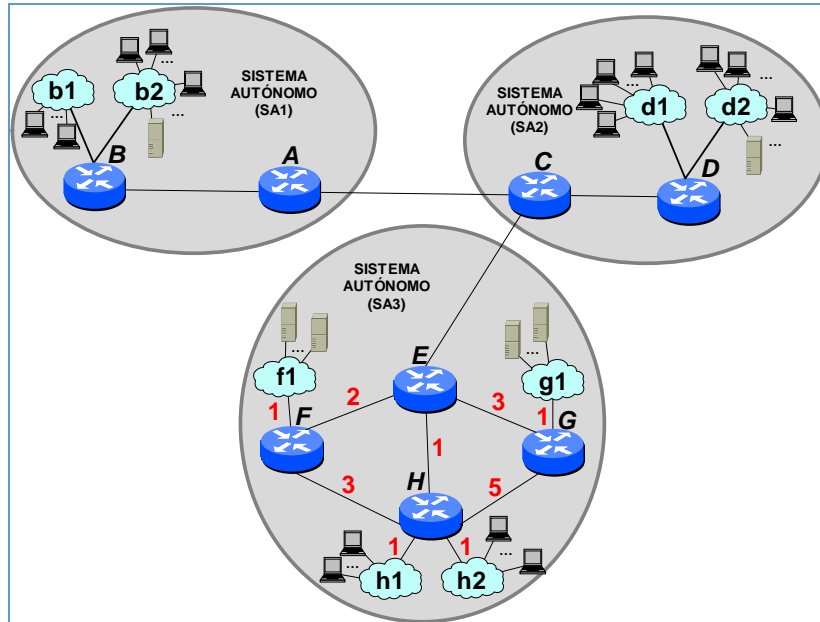 b1
b2
...
...
...
SISTEMA
AUTÓNOMO
(SA1)
B
A
SISTEMA
AUTÓNOMO
(SA2)
d1
d2
...
...
...
C
D
SISTEMA
AUTÓNOMO
(SA3)
...
f1
1
F
2
E
3
...
g1
1
G
1
3
H
5
1
1
...
h1
h2
...